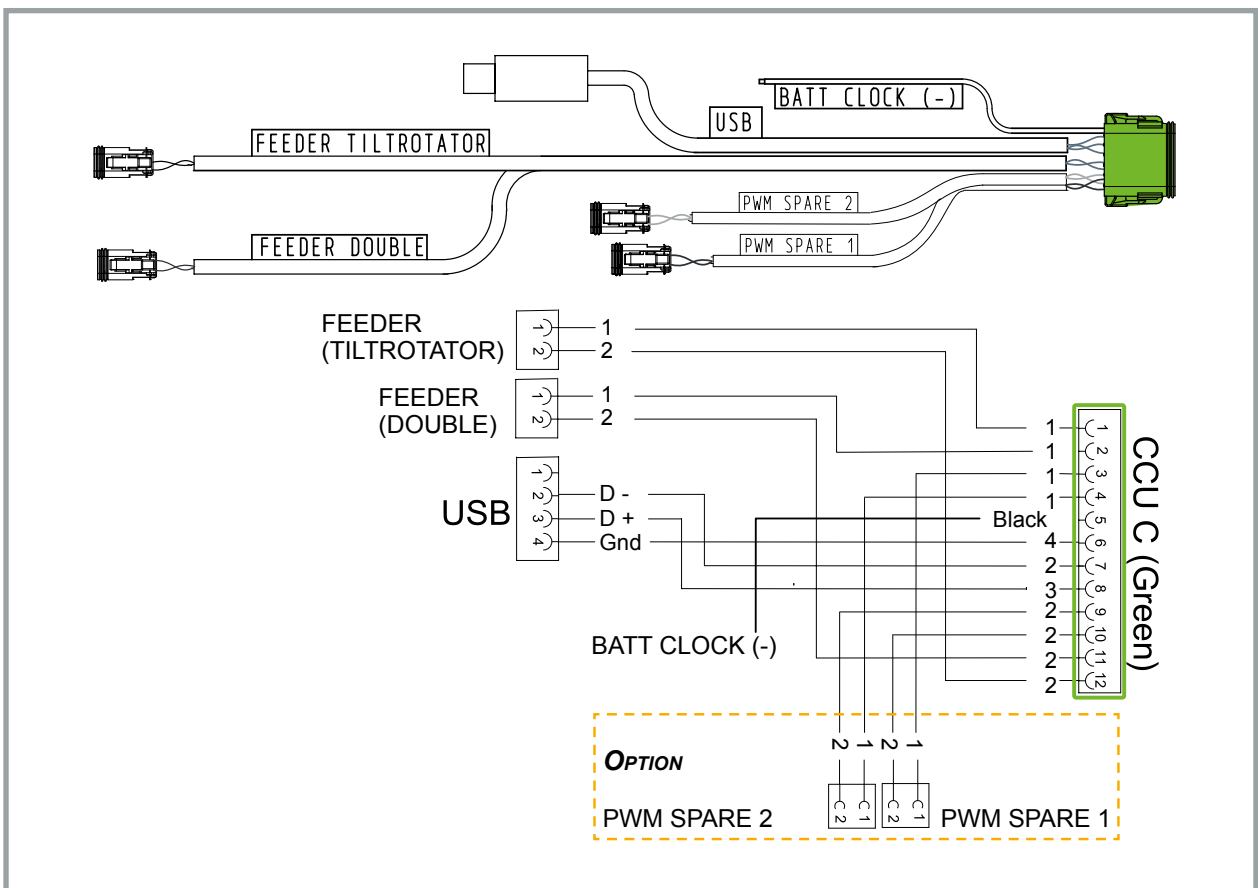 BATT CLOCK (-)
USB
FEEDER TILTROTATOR
PWM SPARE 2
FEEDER DOUBLE
PWM SPARE 1
FEEDER
(TILTROTATOR)
1 1
2 2
FEEDER
(DOUBLE)
1 1
2 2
USB
1
2 D -
3 D +
4 Gnd
BATT CLOCK (-)
1 1
1 2
1 3
1 4
Black 5
4 6
2 7
3 8
2 9
2 10
2 11
2 12
CCU C (Green)
OPTION
2 1 2 1
2 1 2 1
PWM SPARE 2
PWM SPARE 1